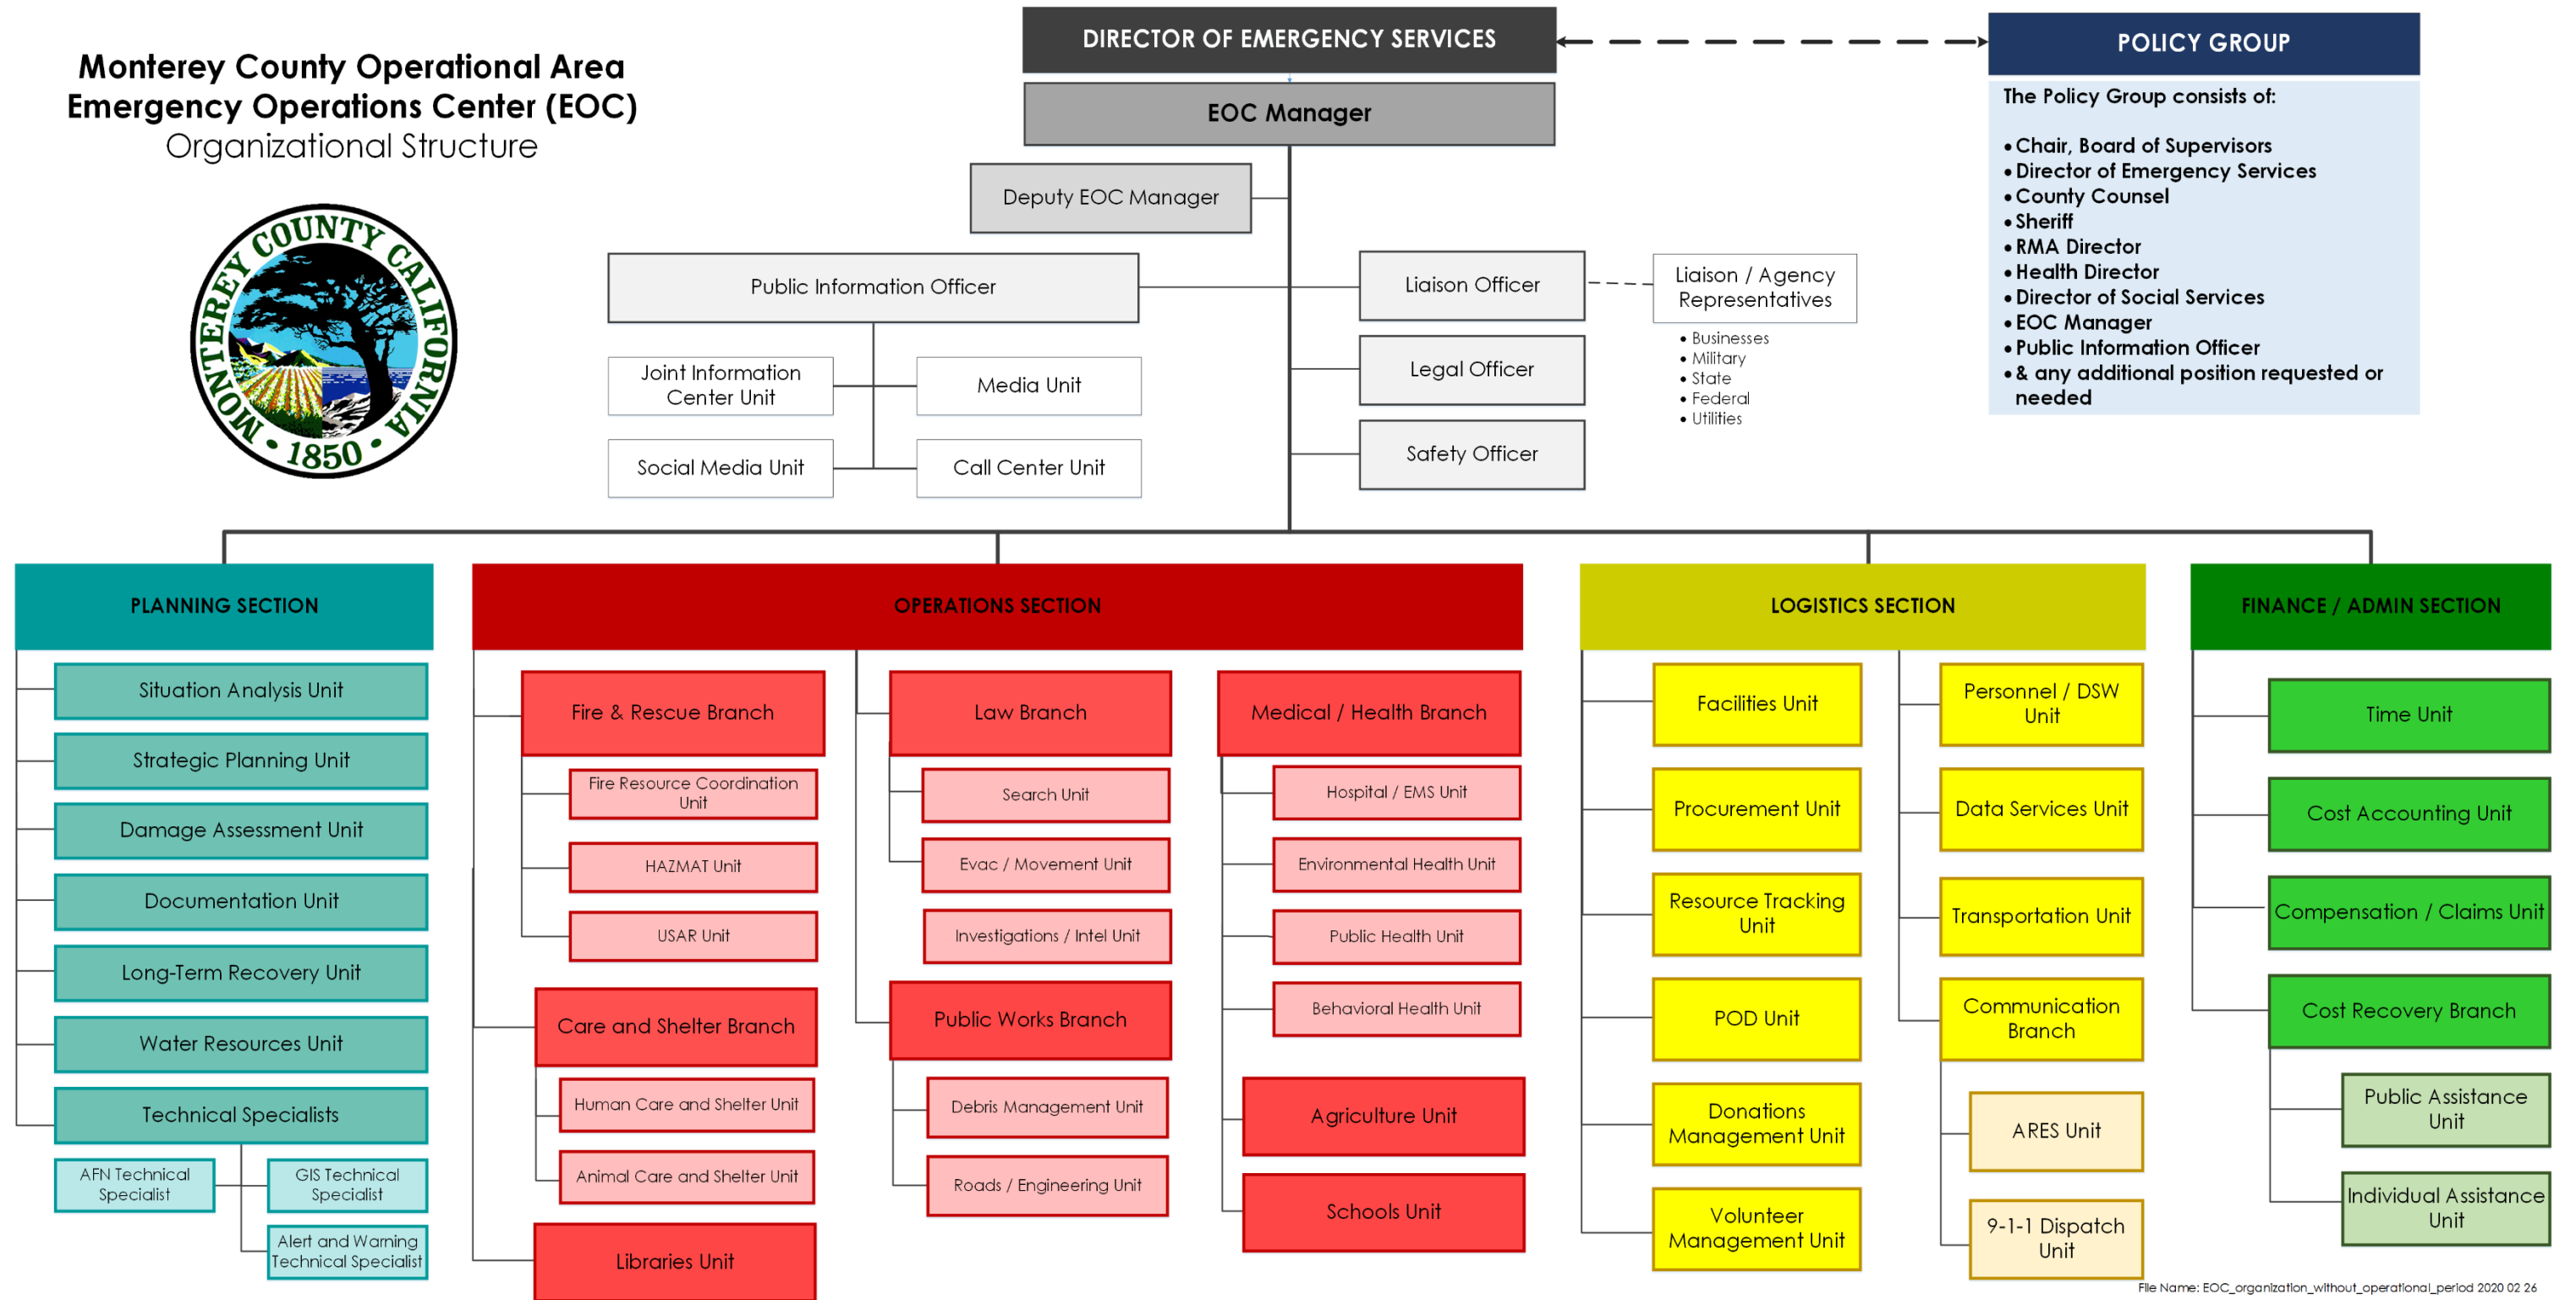 Monterey County Operational Area
Emergency Operations Center (EOC)
Organizational Structure
MONTEREY COUNTY CALIFORNIA
• 1850 •
DIRECTOR OF EMERGENCY SERVICES
EOC Manager
Deputy EOC Manager
POLICY GROUP
The Policy Group consists of:
• Chair, Board of Supervisors
• Director of Emergency Services
• County Counsel
• Sheriff
• RMA Director
• Health Director
• Director of Social Services
• EOC Manager
• Public Information Officer
• & any additional position requested or
needed
Public Information Officer
Joint Information
Center Unit
Media Unit
Social Media Unit
Call Center Unit
Liaison Officer
Liaison / Agency
Representatives
• Businesses
• Military
• State
• Federal
• Utilities
Legal Officer
Safety Officer
PLANNING SECTION
Situation Analysis Unit
Strategic Planning Unit
Damage Assessment Unit
Documentation Unit
Long-Term Recovery Unit
Water Resources Unit
Technical Specialists
AFN Technical
Specialist
GIS Technical
Specialist
Alert and Warning
Technical Specialist
OPERATIONS SECTION
Fire & Rescue Branch
Fire Resource Coordination
Unit
HAZMAT Unit
USAR Unit
Care and Shelter Branch
Human Care and Shelter Unit
Animal Care and Shelter Unit
Libraries Unit
Law Branch
Search Unit
Evac / Movement Unit
Investigations / Intel Unit
Public Works Branch
Debris Management Unit
Roads / Engineering Unit
Medical / Health Branch
Hospital / EMS Unit
Environmental Health Unit
Public Health Unit
Behavioral Health Unit
Agriculture Unit
Schools Unit
LOGISTICS SECTION
Facilities Unit
Procurement Unit
Resource Tracking
Unit
POD Unit
Donations
Management Unit
Volunteer
Management Unit
Personnel / DSW
Unit
Data Services Unit
Transportation Unit
Communication
Branch
ARES Unit
9-1-1 Dispatch
Unit
FINANCE / ADMIN SECTION
Time Unit
Cost Accounting Unit
Compensation / Claims Unit
Cost Recovery Branch
Public Assistance
Unit
Individual Assistance
Unit
File Name: EOC_organization_without_operational_period 2020 02 26